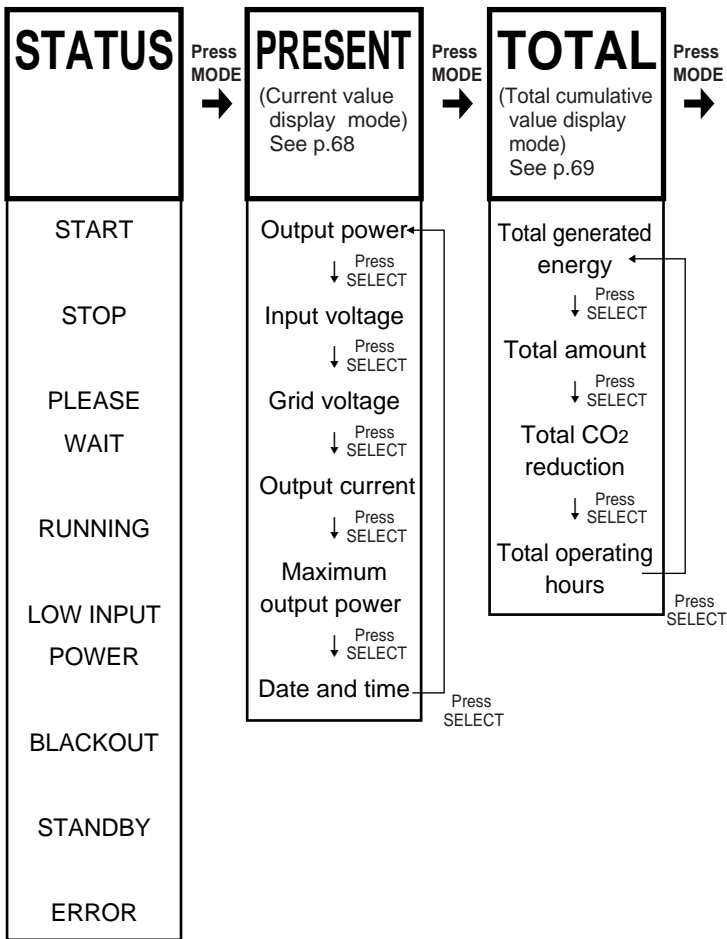 STATUS
Press
MODE
PRESENT
(Current value
display mode)
See p.68
Press
MODE
TOTAL
(Total cumulative
value display
mode)
See p.69
Press
MODE
START
STOP
PLEASE
WAIT
RUNNING
LOW INPUT
POWER
BLACKOUT
STANDBY
ERROR
Output power
Press
SELECT
Input voltage
Press
SELECT
Grid voltage
Press
SELECT
Output current
Press
SELECT
Maximum
output power
Press
SELECT
Date and time
Press
SELECT
Total generated
energy
Press
SELECT
Total amount
Press
SELECT
Total CO2
reduction
Press
SELECT
Total operating
hours
Press
SELECT